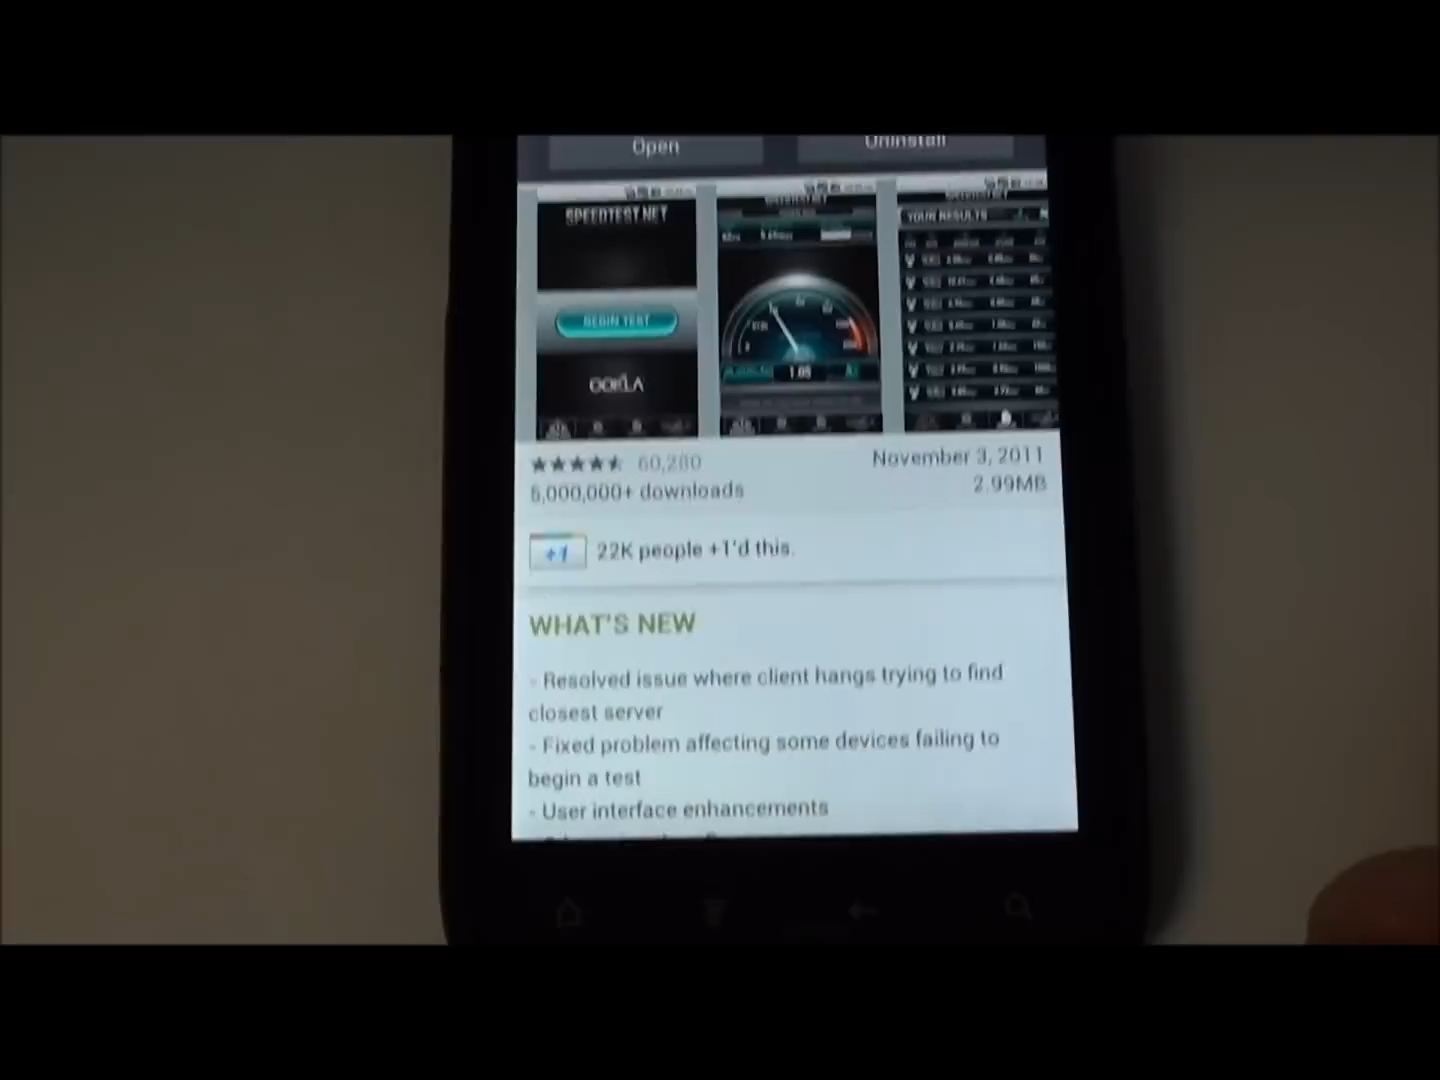 Open Uninstall
SPEEDTEST.NET
YOUR RESULTS
BEGIN TEST
OOKLA
1.05
60,280 November 3, 2011
5,000,000+ downloads 2.99MB
+1 22K people +1'd this.
WHAT'S NEW
- Resolved issue where client hangs trying to find
closest server
- Fixed problem affecting some devices failing to
begin a test
- User interface enhancements